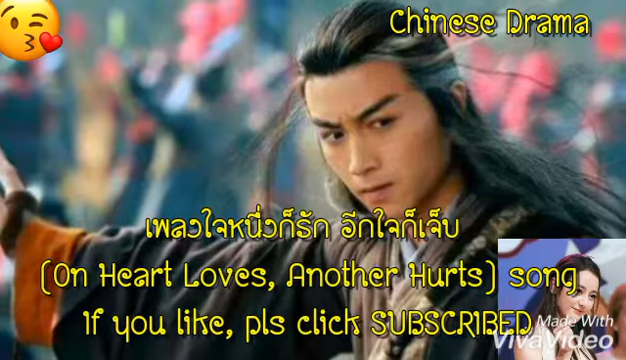 Chinese Drama
เพลงใจหนึ่งก็รัก อีกใจก็เจ็บ
(On Heart Loves, Another Hurts) song
If you like, pls click SUBSCRIBED
Made With
VivaVideo